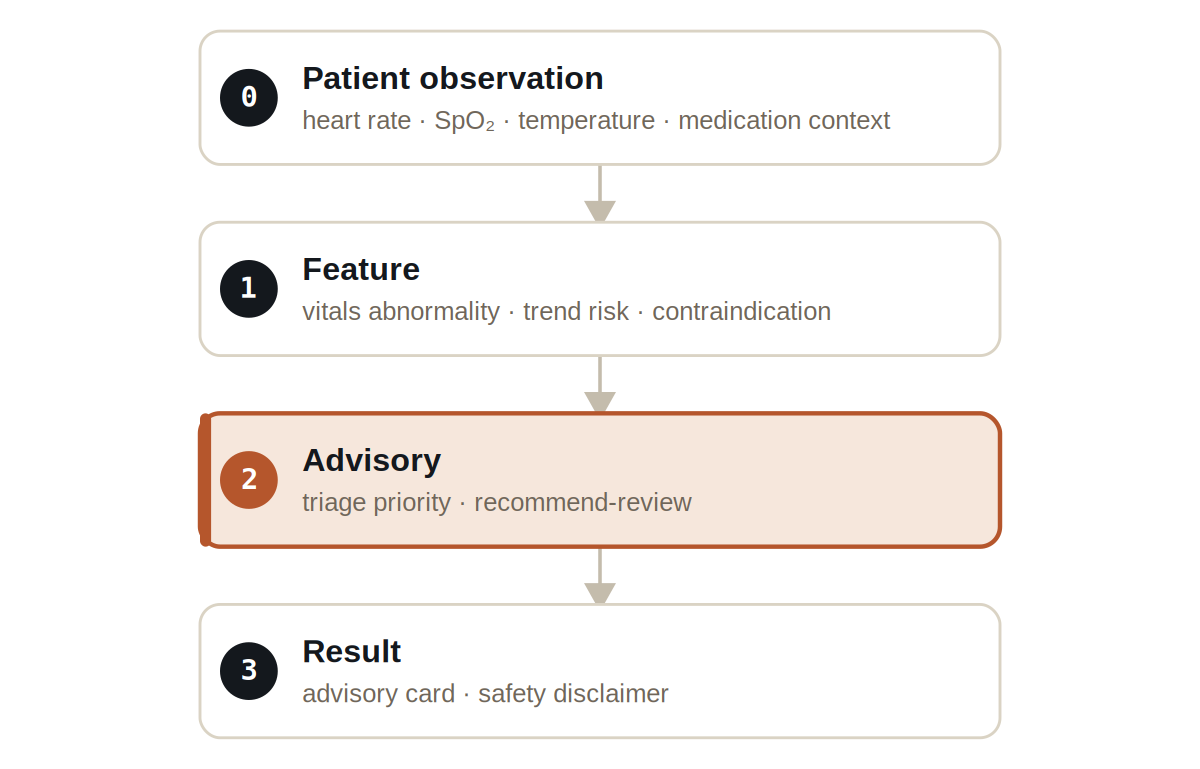 0
Patient observation
heart rate · SpO₂ · temperature · medication context
1
Feature
vitals abnormality · trend risk · contraindication
2
Advisory
triage priority · recommend-review
3
Result
advisory card · safety disclaimer